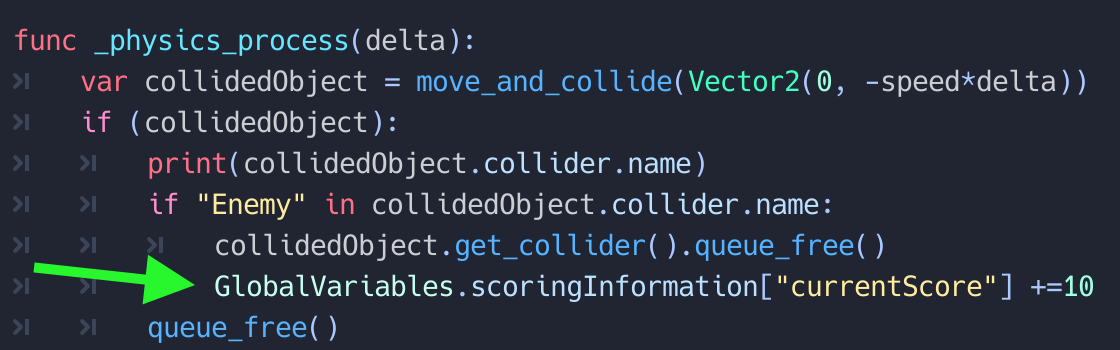 func _physics_process(delta):
var collidedObject = move_and_collide(Vector2(0, -speed*delta))
if (collidedObject):
print(collidedObject.collider.name)
if "Enemy" in collidedObject.collider.name:
collidedObject.get_collider().queue_free()
GlobalVariables.scoringInformation["currentScore"] +=10
queue_free()